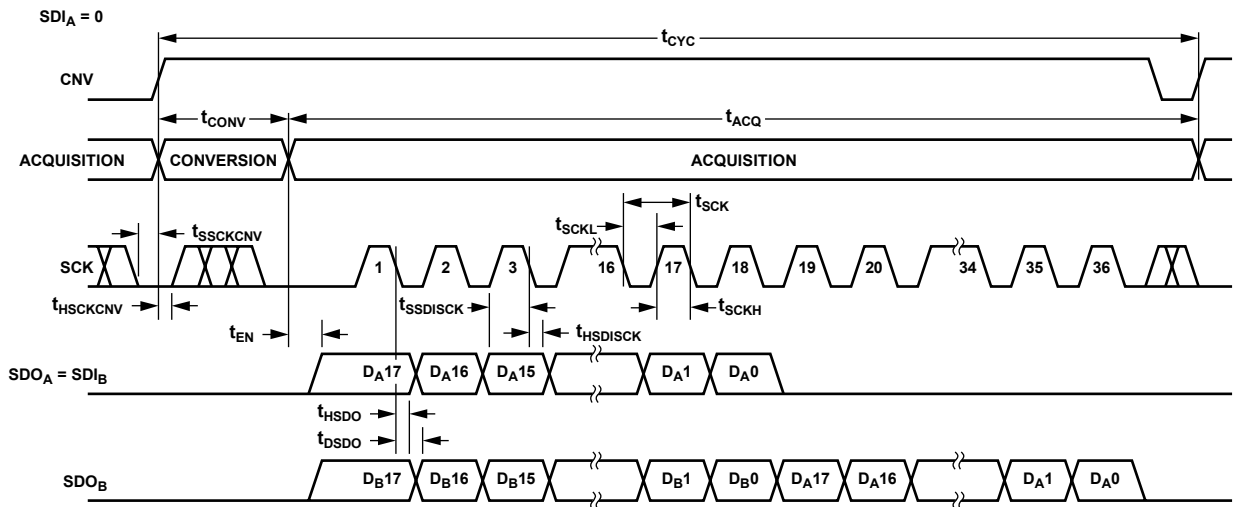 SDIA = 0
tCYC
CNV
tCONV
tACQ
ACQUISITION CONVERSION ACQUISITION
tSCK
tSCKL
tSSCKCNV
SCK 1 2 3 16 17 18 19 20 34 35 36
tHSCKCNV
tSSDISCK
tSCKH
tEN
tHSDISCK
SDOA = SDIB DA17 DA16 DA15 DA1 DA0
tHSDO
tDSDO
SDOB DB17 DB16 DB15 DB1 DB0 DA17 DA16 DA1 DA0